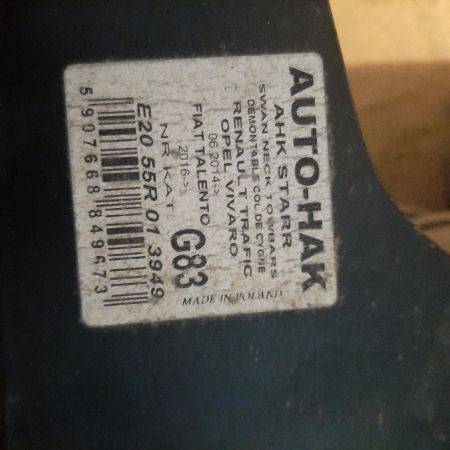 AUTO-HAK
AHK STARR
SWAN NECK TOWBARS
DEMONTABLE COL DE CYGNE
RENAULT TRAFIC
OPEL VIVARO
06.2014->
FIAT TALENTO
2016->
NR KAT. G83
E20 55R 01 3949
5 907668 849673
MADE IN POLAND